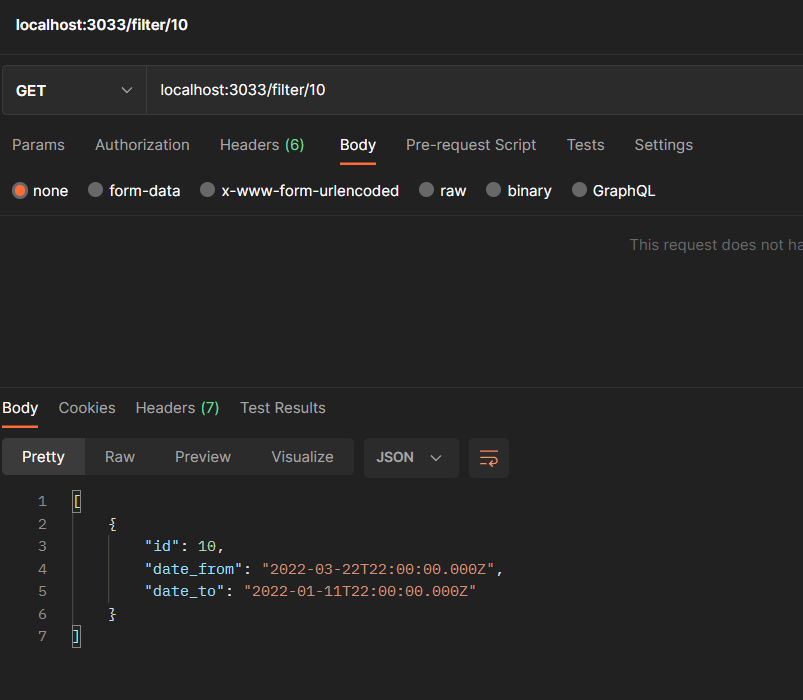 localhost:3033/filter/10
GET localhost:3033/filter/10
Params Authorization Headers (6) Body Pre-request Script Tests Settings
none form-data x-www-form-urlencoded raw binary GraphQL
This request does not ha
Body Cookies Headers (7) Test Results
Pretty Raw Preview Visualize JSON
1 [
2 {
3 "id": 10,
4 "date_from": "2022-03-22T22:00:00.000Z",
5 "date_to": "2022-01-11T22:00:00.000Z"
6 }
7 ]